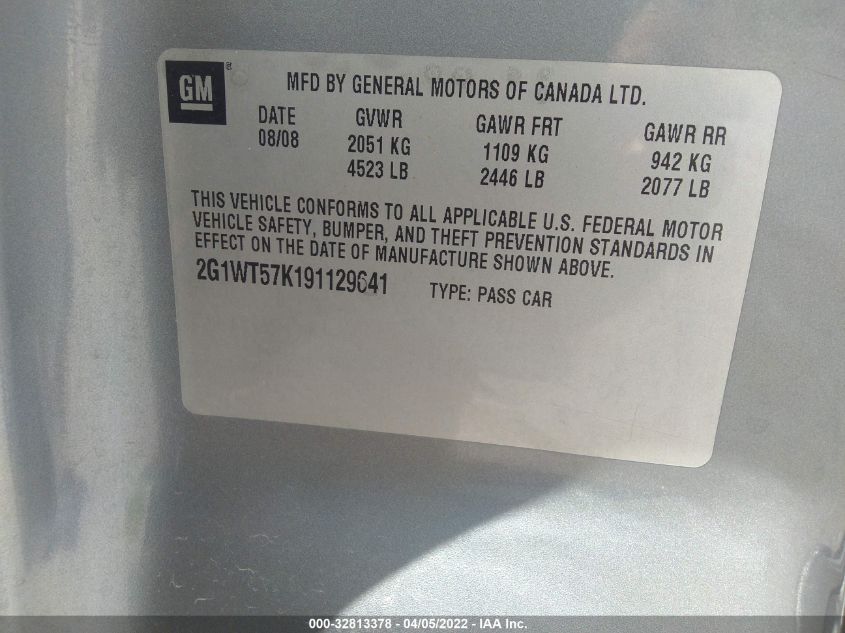 GM®
MFD BY GENERAL MOTORS OF CANADA LTD.
DATE GVWR GAWR FRT GAWR RR
08/08 2051 KG 1109 KG 942 KG
4523 LB 2446 LB 2077 LB
THIS VEHICLE CONFORMS TO ALL APPLICABLE U.S. FEDERAL MOTOR
VEHICLE SAFETY, BUMPER, AND THEFT PREVENTION STANDARDS IN
EFFECT ON THE DATE OF MANUFACTURE SHOWN ABOVE.
2G1WT57K191129641 TYPE: PASS CAR
000-32813378 - 04/05/2022 - IAA Inc.